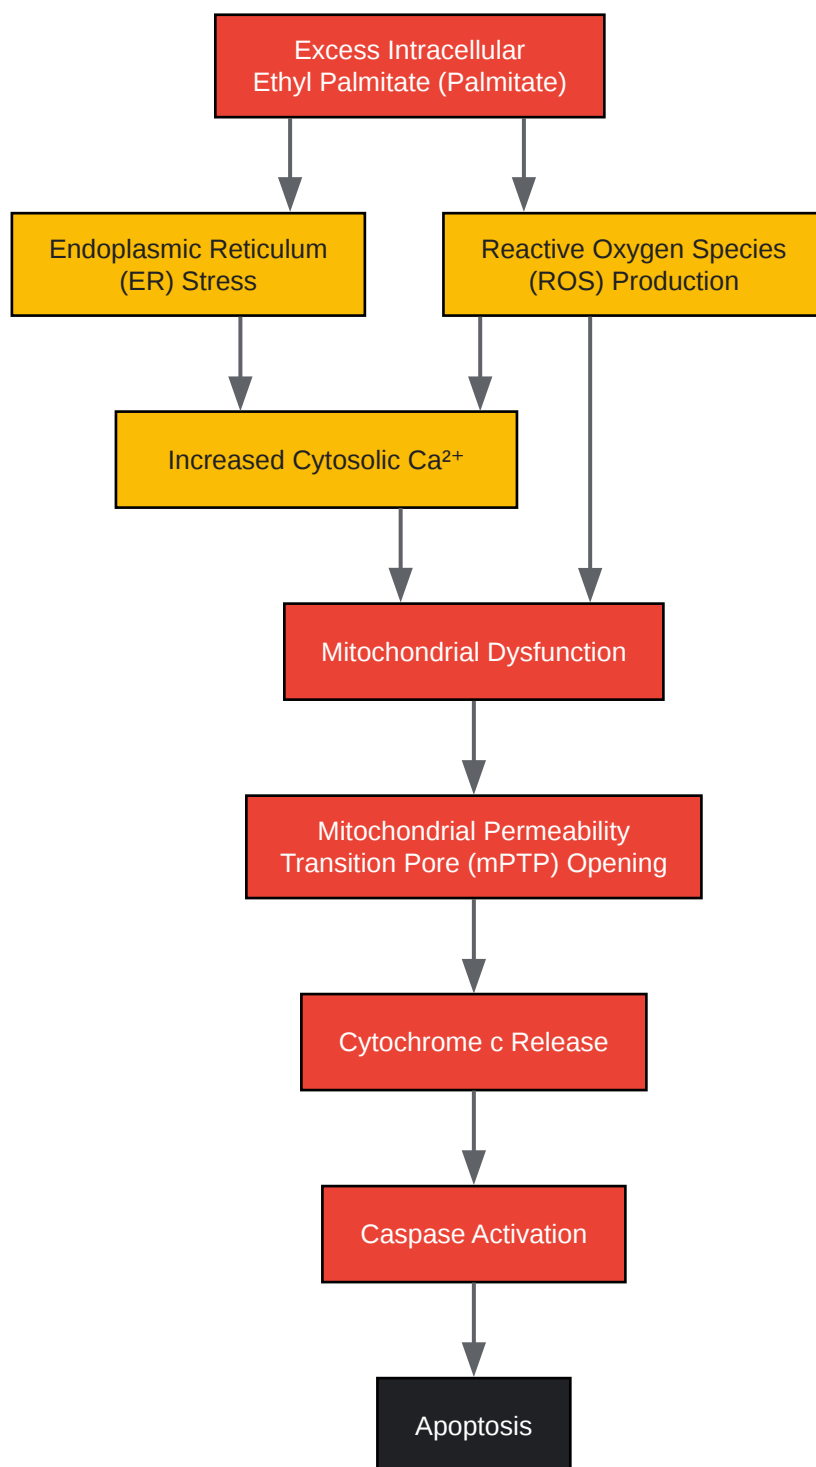 Excess Intracellular
Ethyl Palmitate (Palmitate)
Endoplasmic Reticulum
(ER) Stress
Reactive Oxygen Species
(ROS) Production
Increased Cytosolic Ca²⁺
Mitochondrial Dysfunction
Mitochondrial Permeability
Transition Pore (mPTP) Opening
Cytochrome c Release
Caspase Activation
Apoptosis